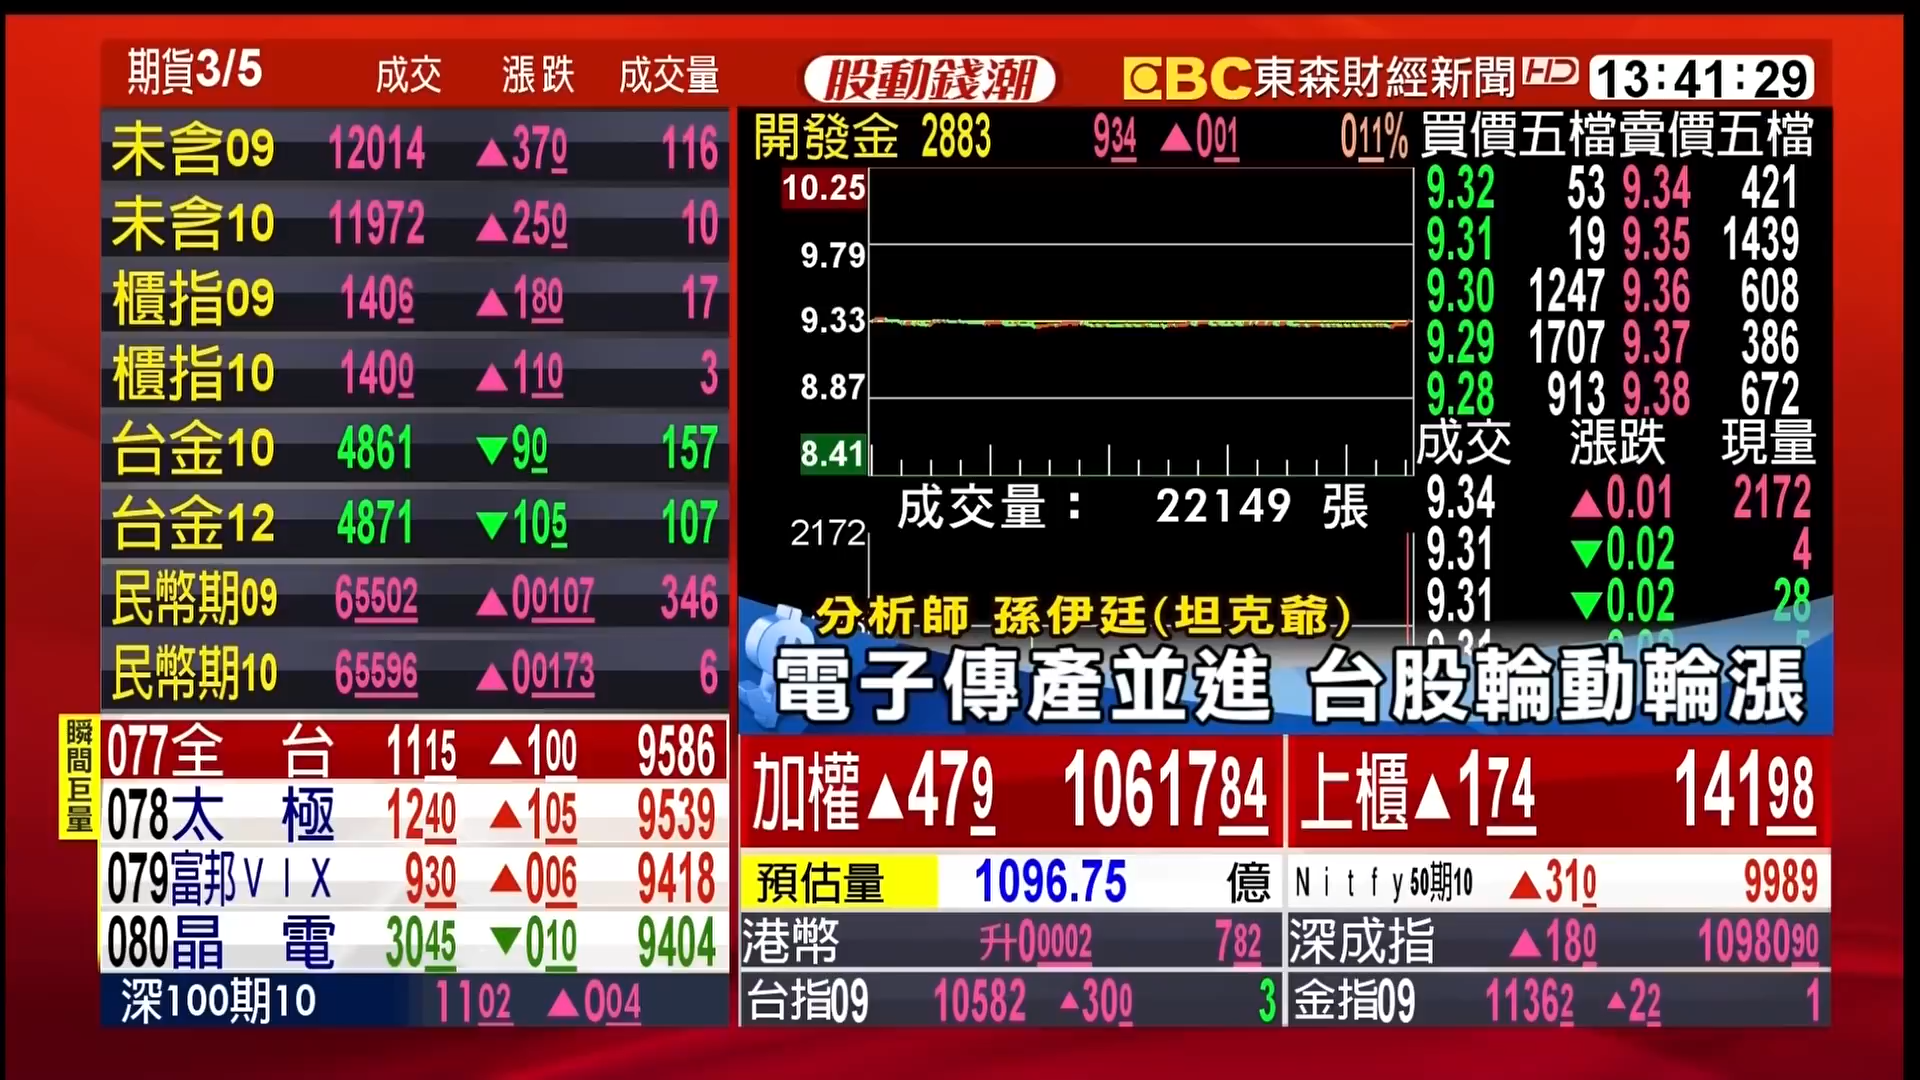 期貨3/5 成交 漲跌 成交量
未含09 12014 ▲370 116
未含10 11972 ▲250 10
櫃指09 1406 ▲180 17
櫃指10 1400 ▲110 3
台金10 4861 ▼90 157
台金12 4871 ▼105 107
民幣期09 65502 ▲00107 346
民幣期10 65596 ▲00173 6
瞬間巨量
077全台 1115 ▲100 9586
078太極 1240 ▲105 9539
079富邦VIX 930 ▲006 9418
080晶電 3045 ▼010 9404
深100期10 1102 ▲004
股動錢潮 EBC東森財經新聞HD 13:41:29
開發金 2883 934 ▲001 011%
10.25
9.79
9.33
8.87
8.41
成交量： 22149 張
2172
買價五檔賣價五檔
9.32 53 9.34 421
9.31 19 9.35 1439
9.30 1247 9.36 608
9.29 1707 9.37 386
9.28 913 9.38 672
成交 漲跌 現量
9.34 ▲0.01 2172
9.31 ▼0.02 4
9.31 ▼0.02 28
分析師 孫伊廷(坦克爺)
電子傳產並進 台股輪動輪漲
加權▲479 1061784
上櫃▲174 14198
預估量 1096.75 億
Nitfy50期10 ▲310 9989
港幣 升00002 782
深成指 ▲180 1098090
台指09 10582 ▲300 3
金指09 11362 ▲22 1